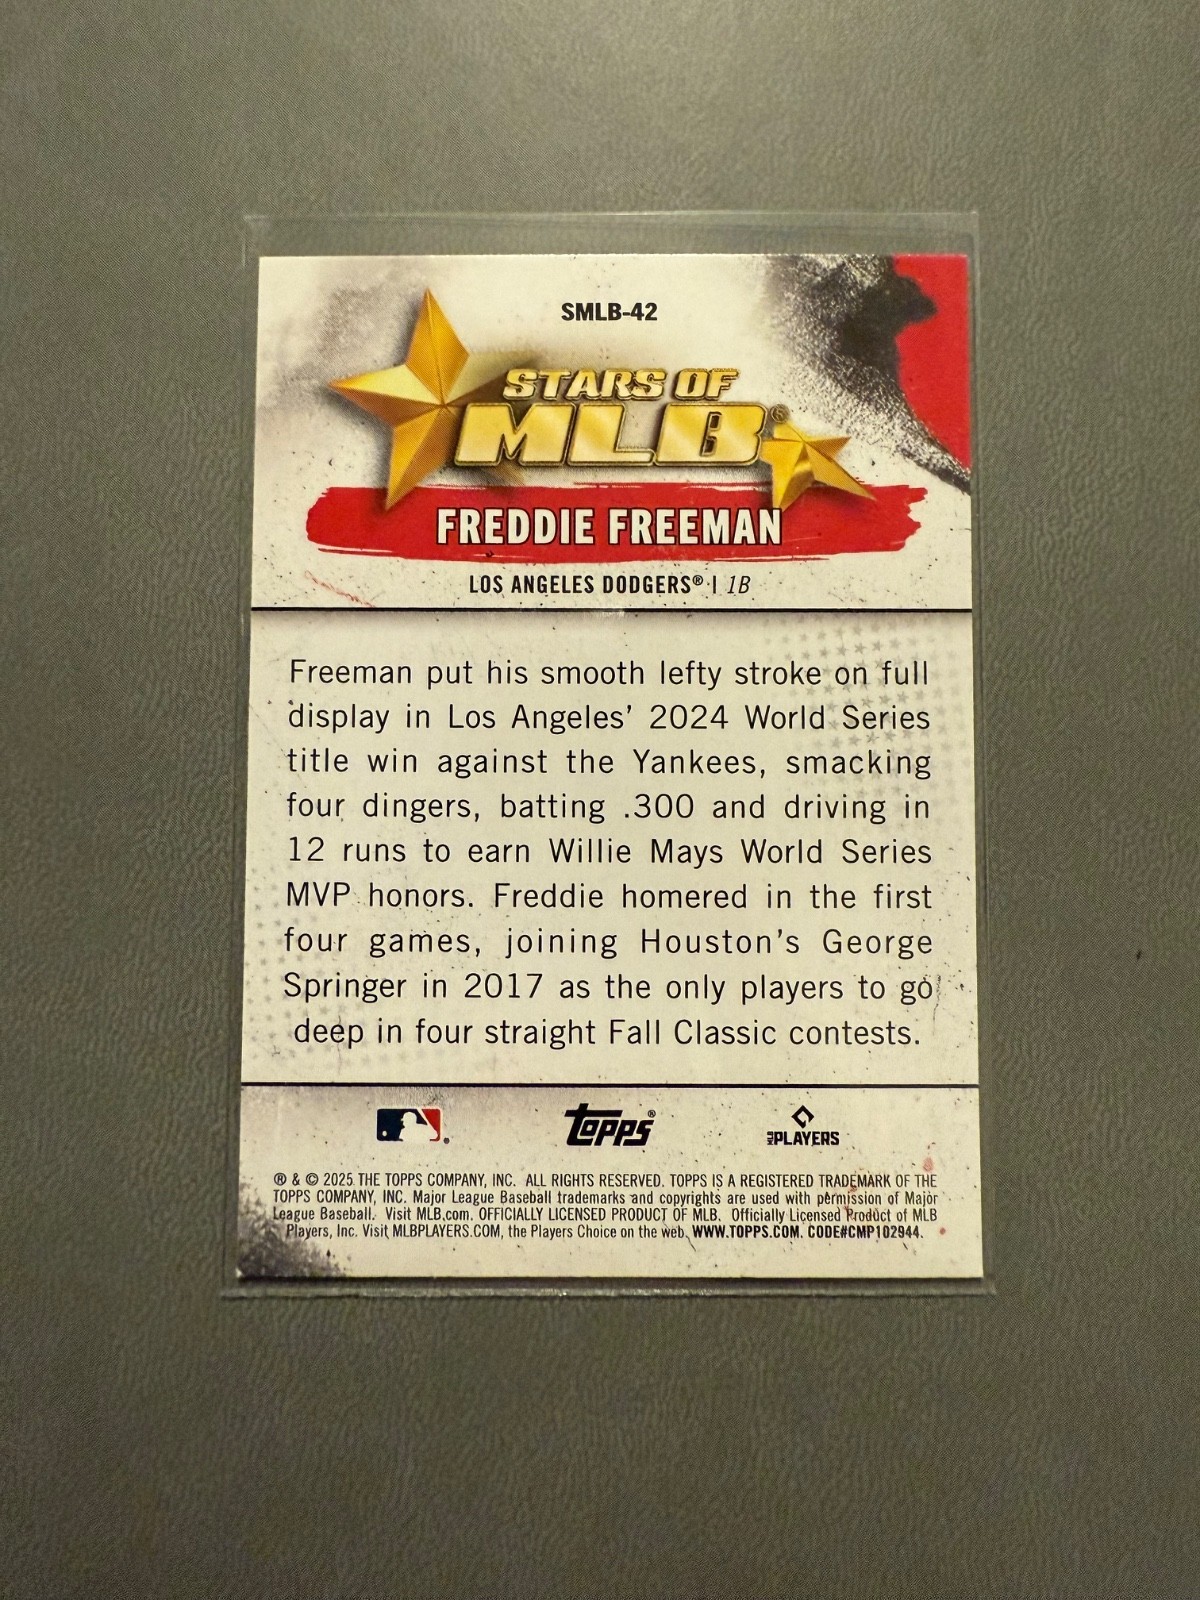 SMLB-42
STARS OF
MLB®
FREDDIE FREEMAN
LOS ANGELES DODGERS® | 1B
Freeman put his smooth lefty stroke on full
display in Los Angeles’ 2024 World Series
title win against the Yankees, smacking
four dingers, batting .300 and driving in
12 runs to earn Willie Mays World Series
MVP honors. Freddie homered in the first
four games, joining Houston’s George
Springer in 2017 as the only players to go
deep in four straight Fall Classic contests.
® topps® PLAYERS
® & © 2025 THE TOPPS COMPANY, INC. ALL RIGHTS RESERVED. TOPPS IS A REGISTERED TRADEMARK OF THE
TOPPS COMPANY, INC. Major League Baseball trademarks and copyrights are used with permission of Major
League Baseball. Visit MLB.com. OFFICIALLY LICENSED PRODUCT OF MLB. Officially Licensed Product of MLB
Players, Inc. Visit MLBPLAYERS.COM, the Players Choice on the web. WWW.TOPPS.COM. CODE#CMP102944.